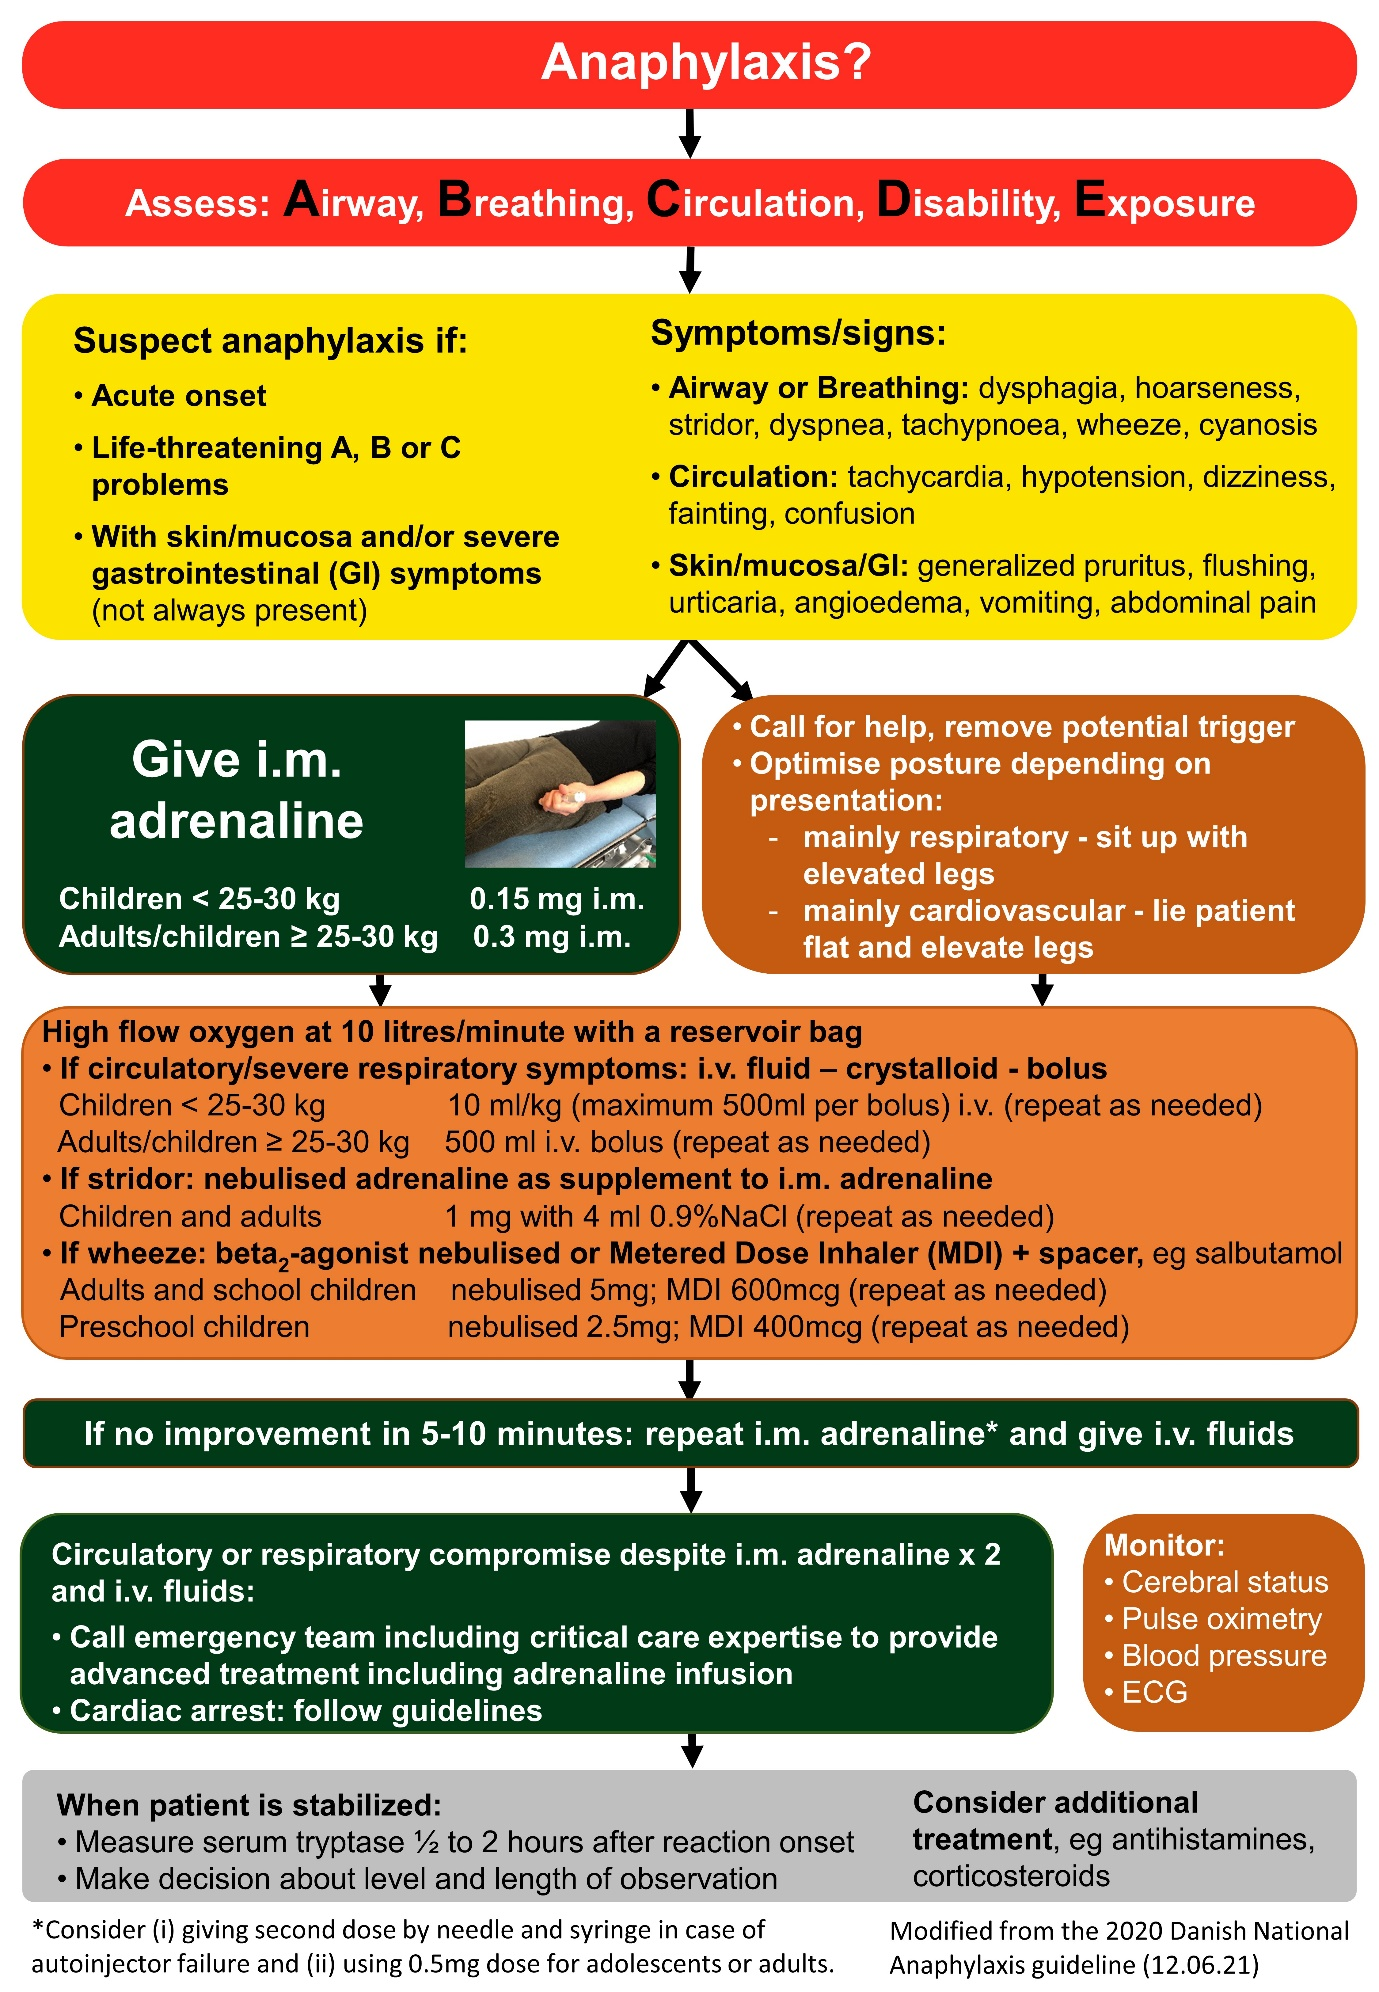 Anaphylaxis?
Assess: Airway, Breathing, Circulation, Disability, Exposure
Suspect anaphylaxis if:
• Acute onset
• Life-threatening A, B or C
problems
• With skin/mucosa and/or severe
gastrointestinal (GI) symptoms
(not always present)
Symptoms/signs:
• Airway or Breathing: dysphagia, hoarseness,
stridor, dyspnea, tachypnoea, wheeze, cyanosis
• Circulation: tachycardia, hypotension, dizziness,
fainting, confusion
• Skin/mucosa/GI: generalized pruritus, flushing,
urticaria, angioedema, vomiting, abdominal pain
Give i.m.
adrenaline
Children < 25-30 kg 0.15 mg i.m.
Adults/children ≥ 25-30 kg 0.3 mg i.m.
• Call for help, remove potential trigger
• Optimise posture depending on
presentation:
- mainly respiratory - sit up with
elevated legs
- mainly cardiovascular - lie patient
flat and elevate legs
High flow oxygen at 10 litres/minute with a reservoir bag
• If circulatory/severe respiratory symptoms: i.v. fluid – crystalloid - bolus
Children < 25-30 kg 10 ml/kg (maximum 500ml per bolus) i.v. (repeat as needed)
Adults/children ≥ 25-30 kg 500 ml i.v. bolus (repeat as needed)
• If stridor: nebulised adrenaline as supplement to i.m. adrenaline
Children and adults 1 mg with 4 ml 0.9%NaCl (repeat as needed)
• If wheeze: beta2-agonist nebulised or Metered Dose Inhaler (MDI) + spacer, eg salbutamol
Adults and school children nebulised 5mg; MDI 600mcg (repeat as needed)
Preschool children nebulised 2.5mg; MDI 400mcg (repeat as needed)
If no improvement in 5-10 minutes: repeat i.m. adrenaline* and give i.v. fluids
Circulatory or respiratory compromise despite i.m. adrenaline x 2
and i.v. fluids:
• Call emergency team including critical care expertise to provide
advanced treatment including adrenaline infusion
• Cardiac arrest: follow guidelines
Monitor:
• Cerebral status
• Pulse oximetry
• Blood pressure
• ECG
When patient is stabilized:
• Measure serum tryptase ½ to 2 hours after reaction onset
• Make decision about level and length of observation
Consider additional
treatment, eg antihistamines,
corticosteroids
*Consider (i) giving second dose by needle and syringe in case of
autoinjector failure and (ii) using 0.5mg dose for adolescents or adults.
Modified from the 2020 Danish National
Anaphylaxis guideline (12.06.21)